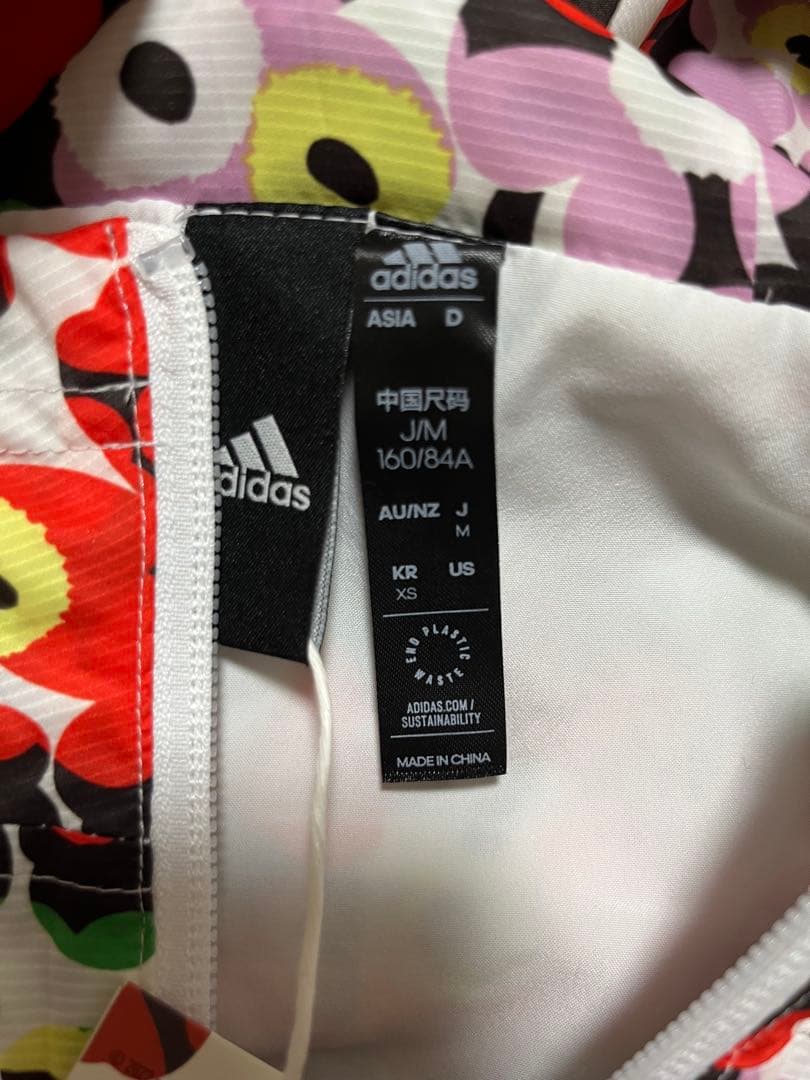 adidas
ASIA D
中国尺码
J/M
160/84A
AU/NZ J
M
KR US
XS
END PLASTIC WASTE
ADIDAS.COM/
SUSTAINABILITY
MADE IN CHINA
didas